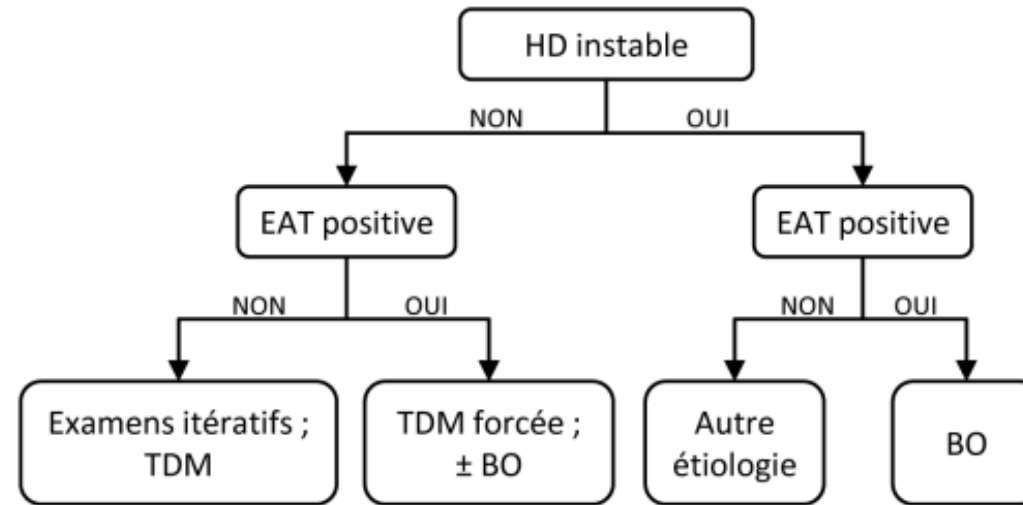 HD instable
NON
OUI
EAT positive
EAT positive
NON
OUI
NON
OUI
Examens itératifs ;
TDM
TDM forcée ;
± BO
Autre
étiologie
BO